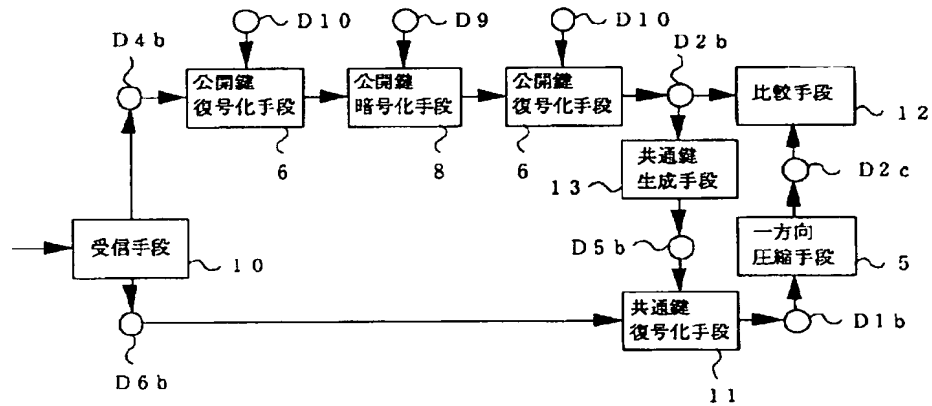 D10
D9
D10
D4b
D2b
公開鍵
復号化手段
公開鍵
暗号化手段
公開鍵
復号化手段
比較手段
12
6
8
6
共通鍵
生成手段
13
D2c
受信手段
10
D5b
一方向
圧縮手段
5
共通鍵
復号化手段
D1b
D6b
11